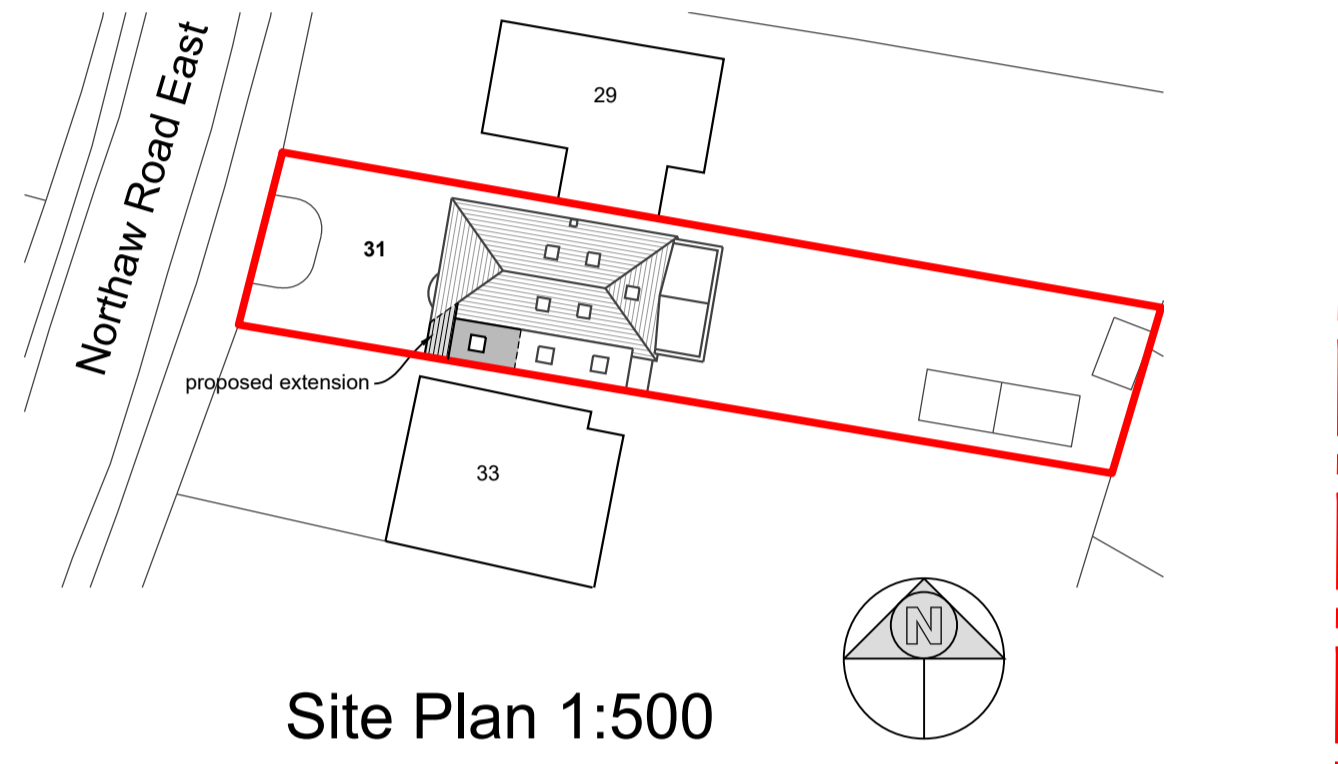 Northaw Road East
29
31
proposed extension
33
N
Site Plan 1:500